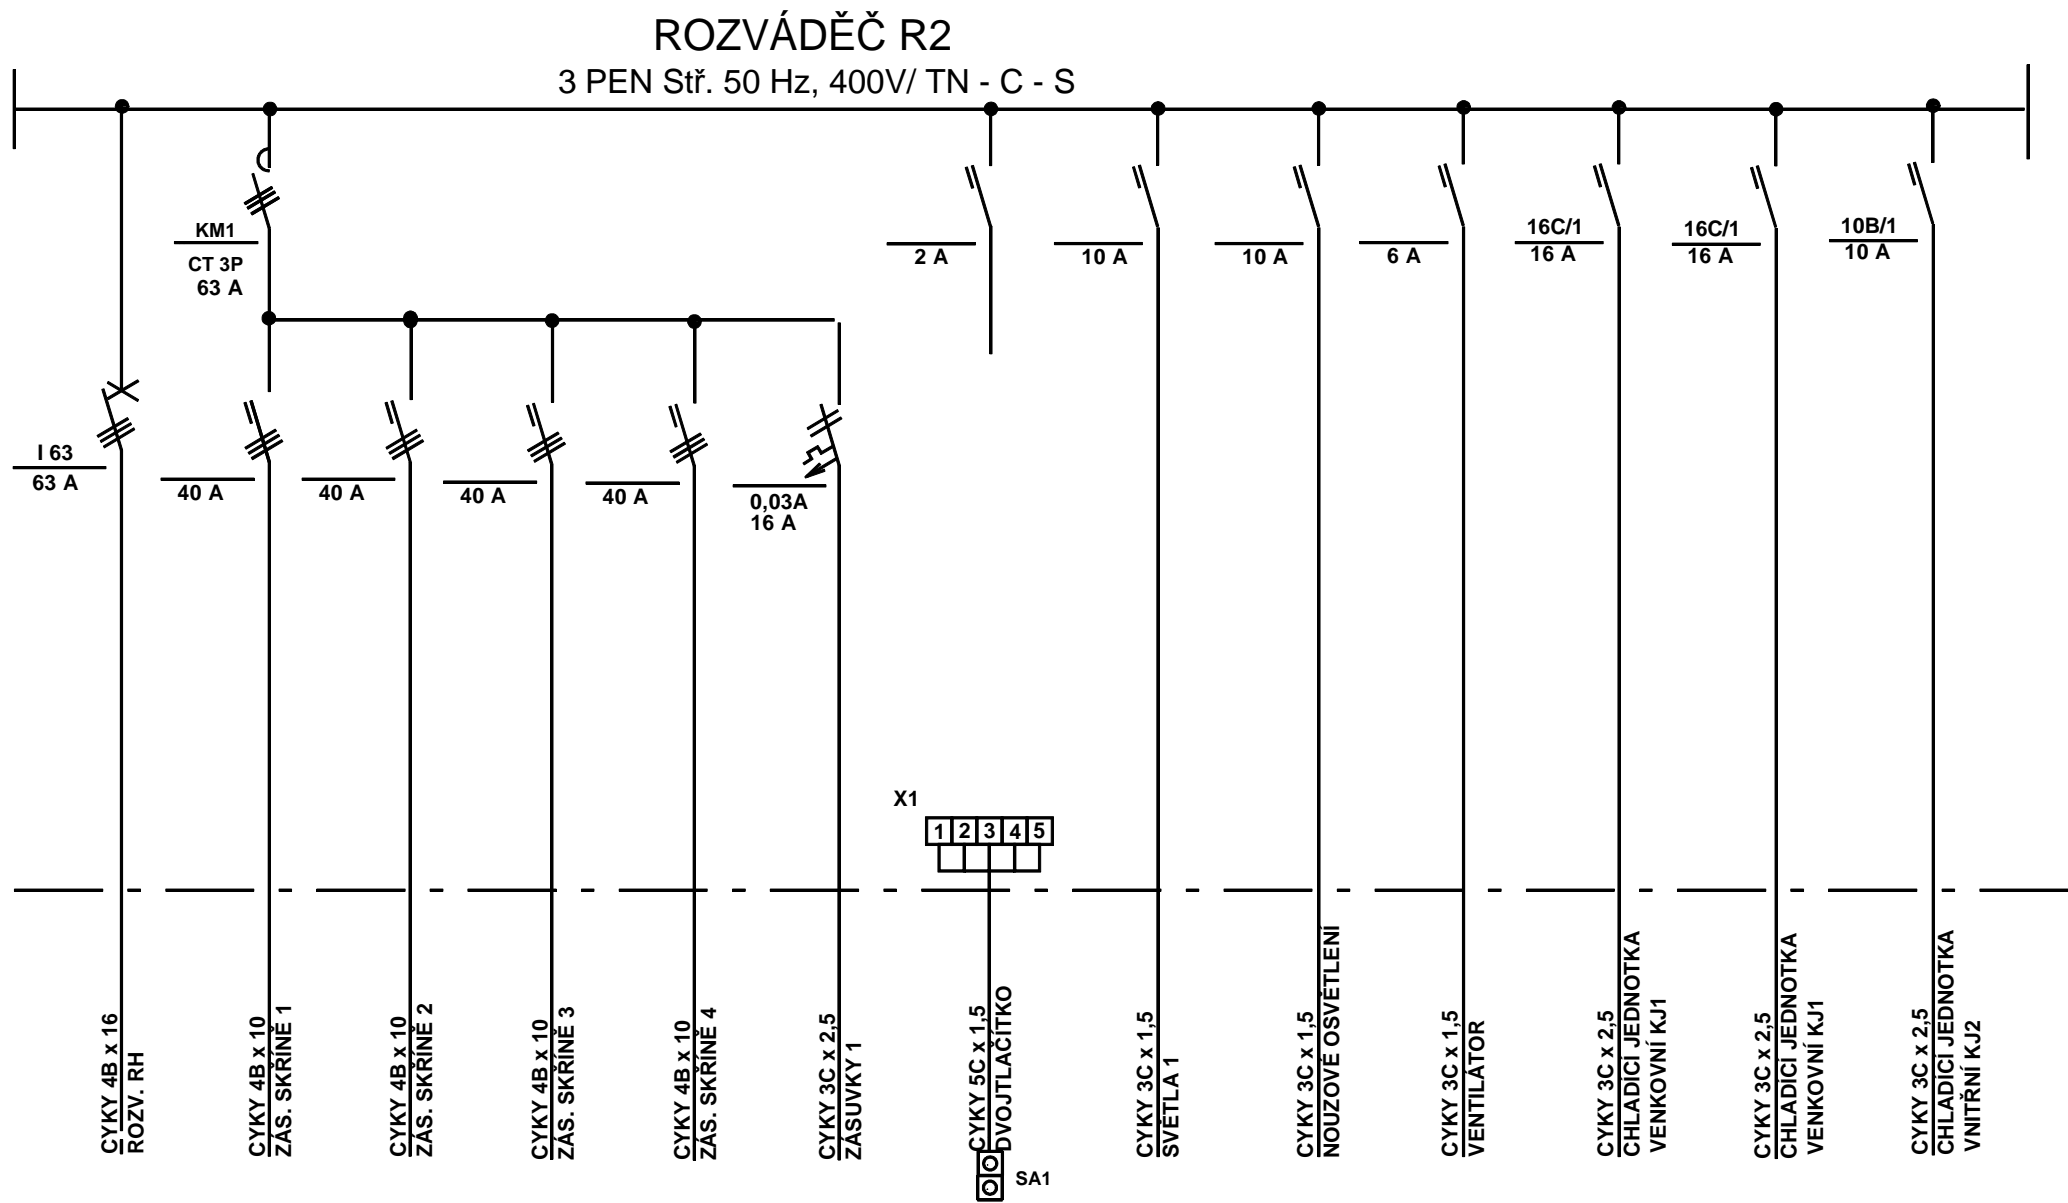 ROZVÁDĚČ R2
3 PEN Stř. 50 Hz, 400V/ TN - C - S
KM1
CT 3P
63 A
2 A
10 A
10 A
6 A
16C/1
16 A
16C/1
16 A
10B/1
10 A
I 63
63 A
40 A
40 A
40 A
40 A
0,03A
16 A
X1
1 2 3 4 5
CYKY 4B x 16
ROZV. RH
CYKY 4B x 10
ZÁS. SKŘÍNĚ 1
CYKY 4B x 10
ZÁS. SKŘÍNĚ 2
CYKY 4B x 10
ZÁS. SKŘÍNĚ 3
CYKY 4B x 10
ZÁS. SKŘÍNĚ 4
CYKY 3C x 2,5
ZÁSUVKY 1
CYKY 5C x 1,5
DVOJTLAČÍTKO
SA1
CYKY 3C x 1,5
SVĚTLA 1
CYKY 3C x 1,5
NOUZOVÉ OSVĚTLENÍ
CYKY 3C x 1,5
VENTILÁTOR
CYKY 3C x 2,5
CHLADÍCÍ JEDNOTKA
VENKOVNÍ KJ1
CYKY 3C x 2,5
CHLADÍCÍ JEDNOTKA
VENKOVNÍ KJ1
CYKY 3C x 2,5
CHLADÍCÍ JEDNOTKA
VNITŘNÍ KJ2